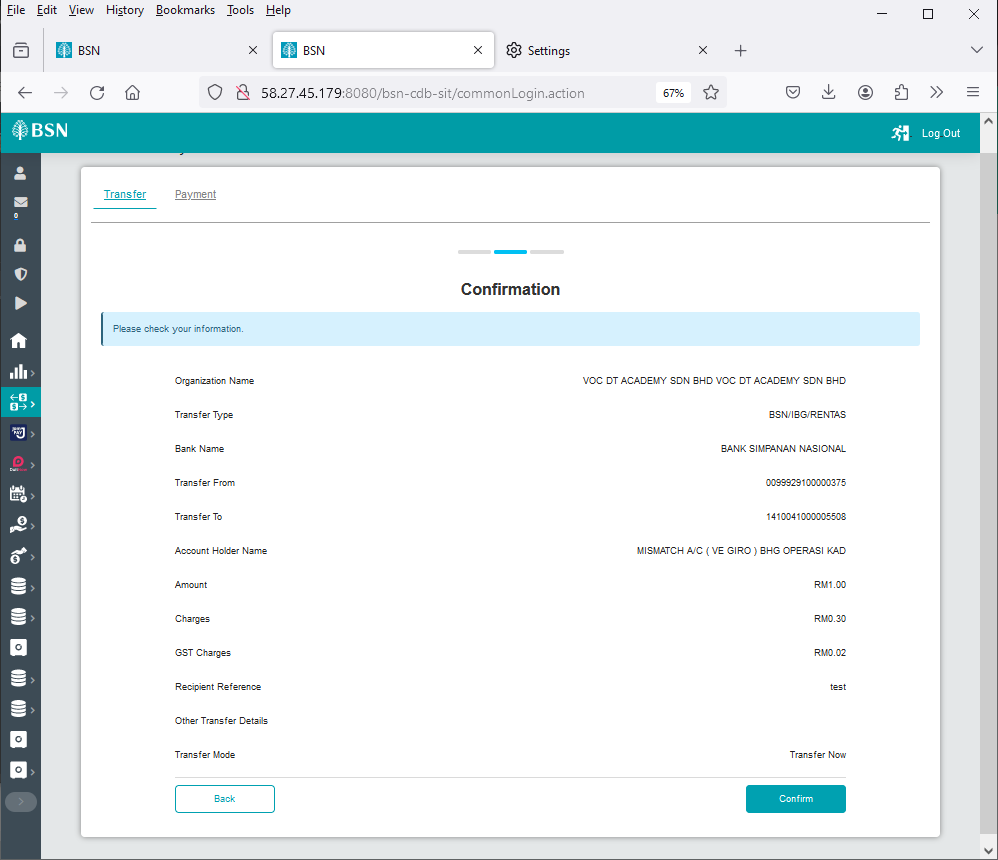 File Edit View History Bookmarks Tools Help
BSN
BSN
Settings
58.27.45.179:8080/bsn-cdb-sit/commonLogin.action
67%
BSN
Log Out
0
Transfer Payment
Confirmation
Please check your information.
Organization Name VOC DT ACADEMY SDN BHD VOC DT ACADEMY SDN BHD
Transfer Type BSN/IBG/RENTAS
Bank Name BANK SIMPANAN NASIONAL
Transfer From 0099929100000375
Transfer To 1410041000005508
Account Holder Name MISMATCH A/C ( VE GIRO ) BHG OPERASI KAD
Amount RM1.00
Charges RM0.30
GST Charges RM0.02
Recipient Reference test
Other Transfer Details
Transfer Mode Transfer Now
Back Confirm